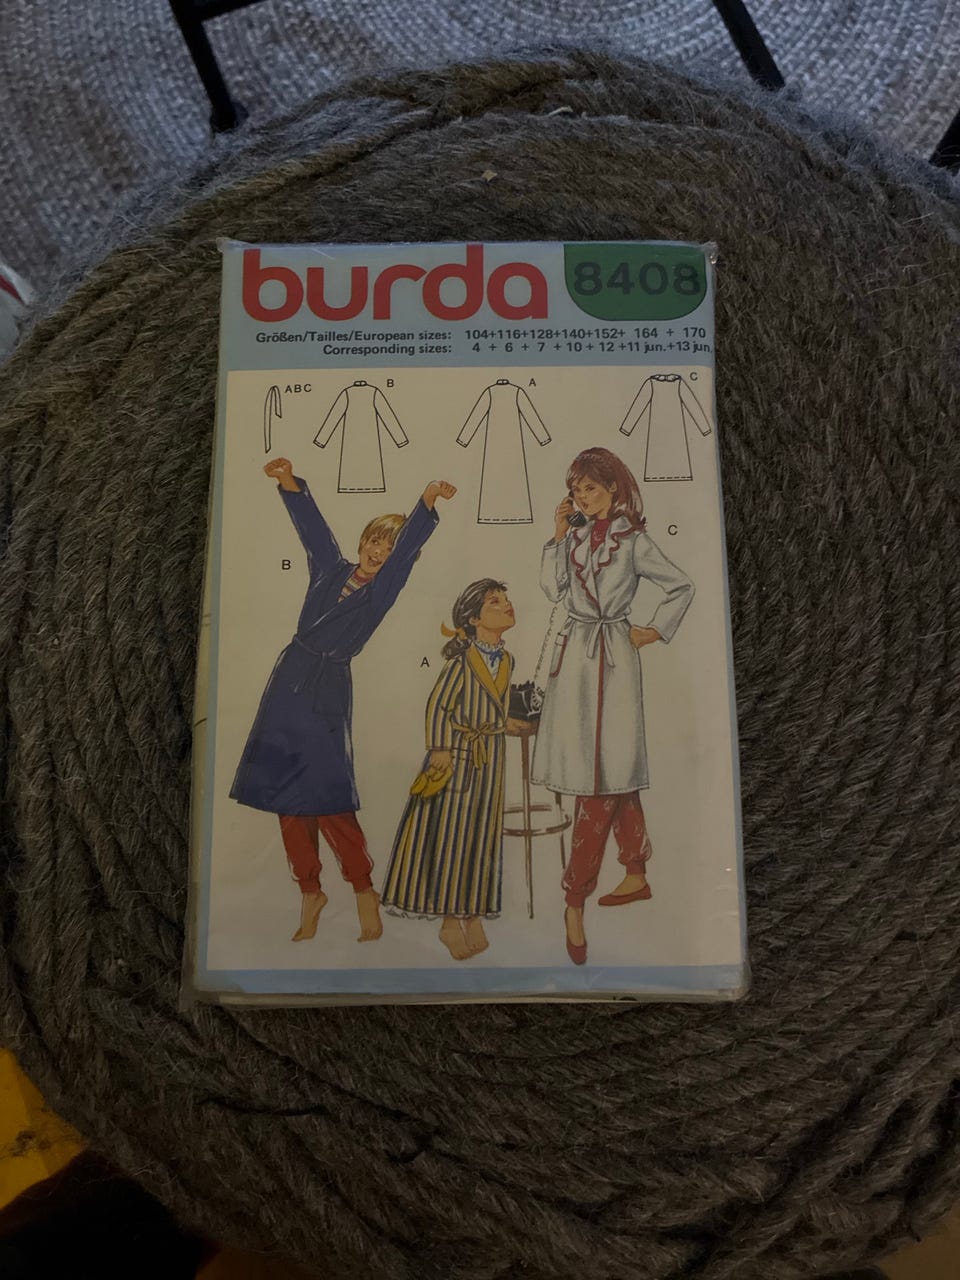 burda 8408
Größen/Tailles/European sizes: 104+116+128+140+152+ 164 + 170
Corresponding sizes: 4 + 6 + 7 + 10 + 12 +11 jun.+13 jun.
A B C
B
A
C
B
A
C